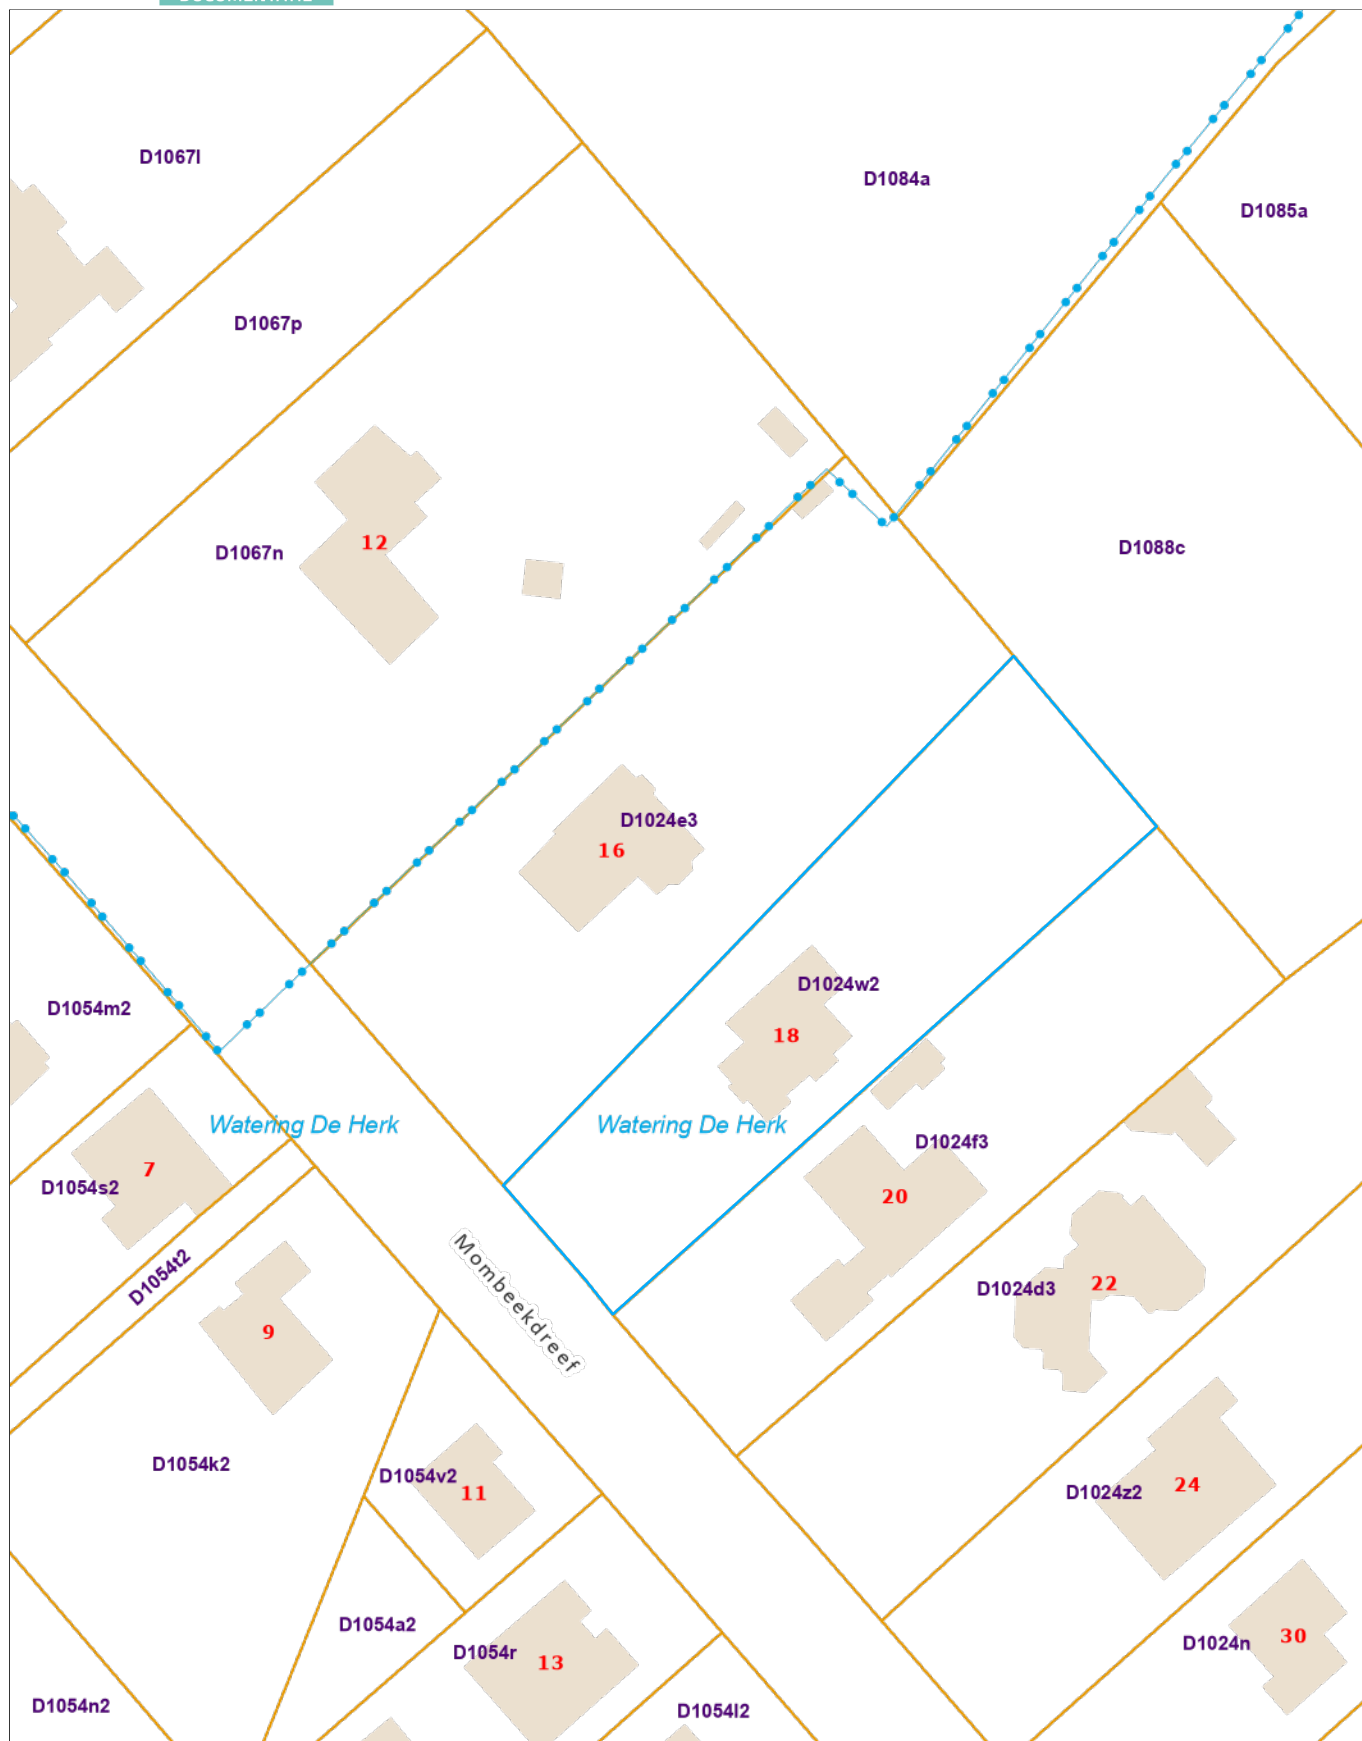 D1067l
D1084a
D1085a
D1067p
12
D1067n
D1088c
D1024e3
16
D1024w2
D1054m2
18
Watering De Herk
Watering De Herk
D1024f3
7
D1054s2
20
D1054t2
Mombeekdreef
D1024d3
22
9
D1054k2
D1054v2
11
D1024z2
24
D1054a2
D1054r
13
D1024n
30
D1054n2
D1054l2